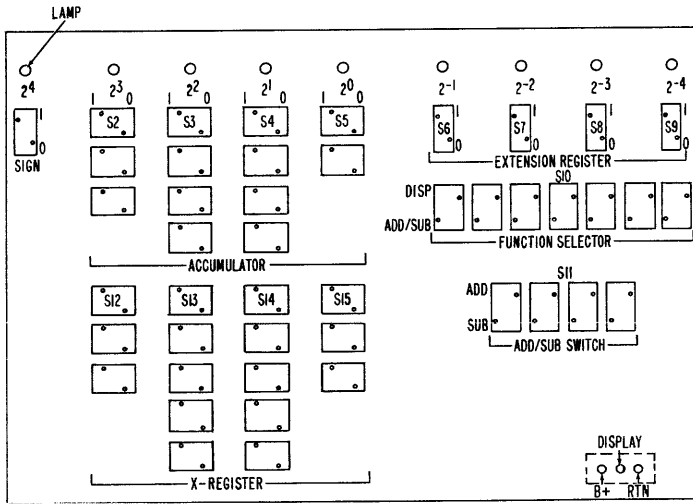 LAMP
2⁴ 2³ 2² 2¹ 2⁰ 2⁻¹ 2⁻² 2⁻³ 2⁻⁴
1 0 1 0 1 0 1 0
S2 S3 S4 S5
1 0
SIGN
S6 1 0 S7 1 0 S8 1 0 S9 1 0
EXTENSION REGISTER
S10
DISP
ADD/SUB
FUNCTION SELECTOR
ACCUMULATOR
S11
ADD
SUB
ADD/SUB SWITCH
S12 S13 S14 S15
X-REGISTER
DISPLAY
B+ RTN